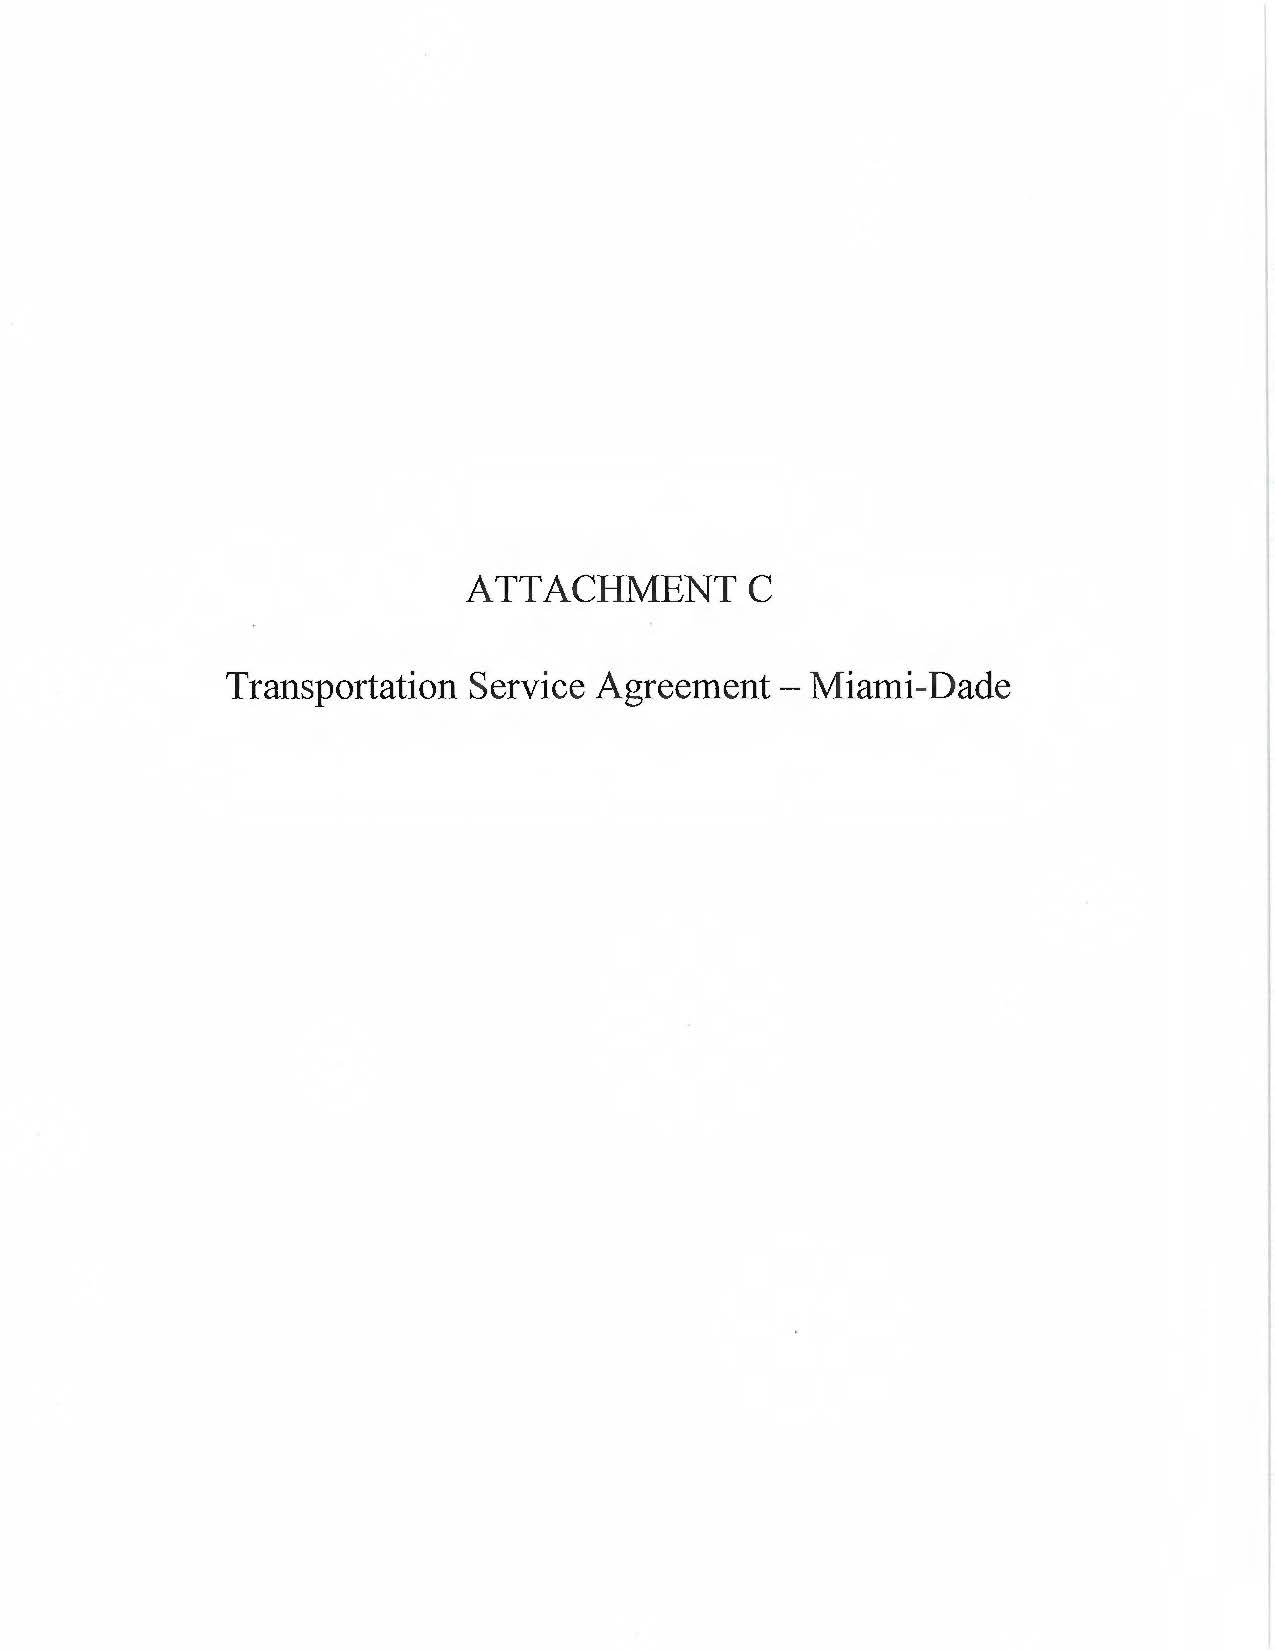 ATTACHMENT C
Transportation Service Agreement – Miami-Dade